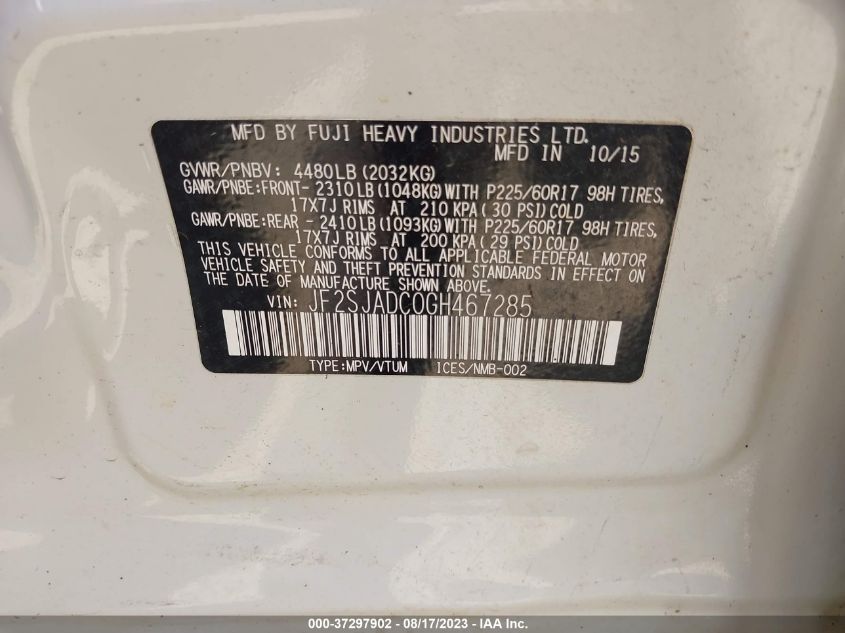 MFD BY FUJI HEAVY INDUSTRIES LTD.
MFD IN 10/15
GVWR/PNBV: 4480LB (2032KG)
GAWR/PNBE:FRONT- 2310LB (1048KG) WITH P225/60R17 98H TIRES,
17X7J RIMS AT 210 KPA( 30 PSI)COLD
GAWR/PNBE:REAR - 2410LB (1093KG) WITH P225/60R17 98H TIRES,
17X7J RIMS AT 200 KPA( 29 PSI)COLD
THIS VEHICLE CONFORMS TO ALL APPLICABLE FEDERAL MOTOR
VEHICLE SAFETY AND THEFT PREVENTION STANDARDS IN EFFECT ON
THE DATE OF MANUFACTURE SHOWN ABOVE.
VIN: JF2SJADC0GH467285
TYPE:MPV/VTUM ICES/NMB-002
000-37297902 - 08/17/2023 - IAA Inc.